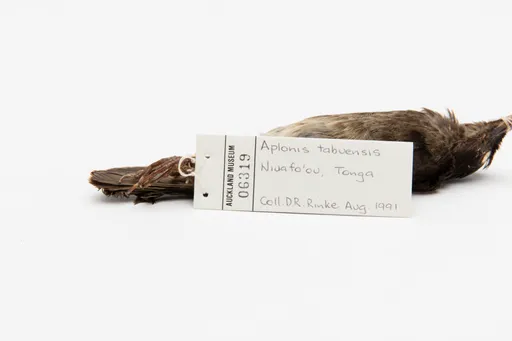 AUCKLAND MUSEUM
06319
Aplonis tabuensis
Niuafo'ou, Tonga
Coll. D.R. Rinke. Aug. 1991